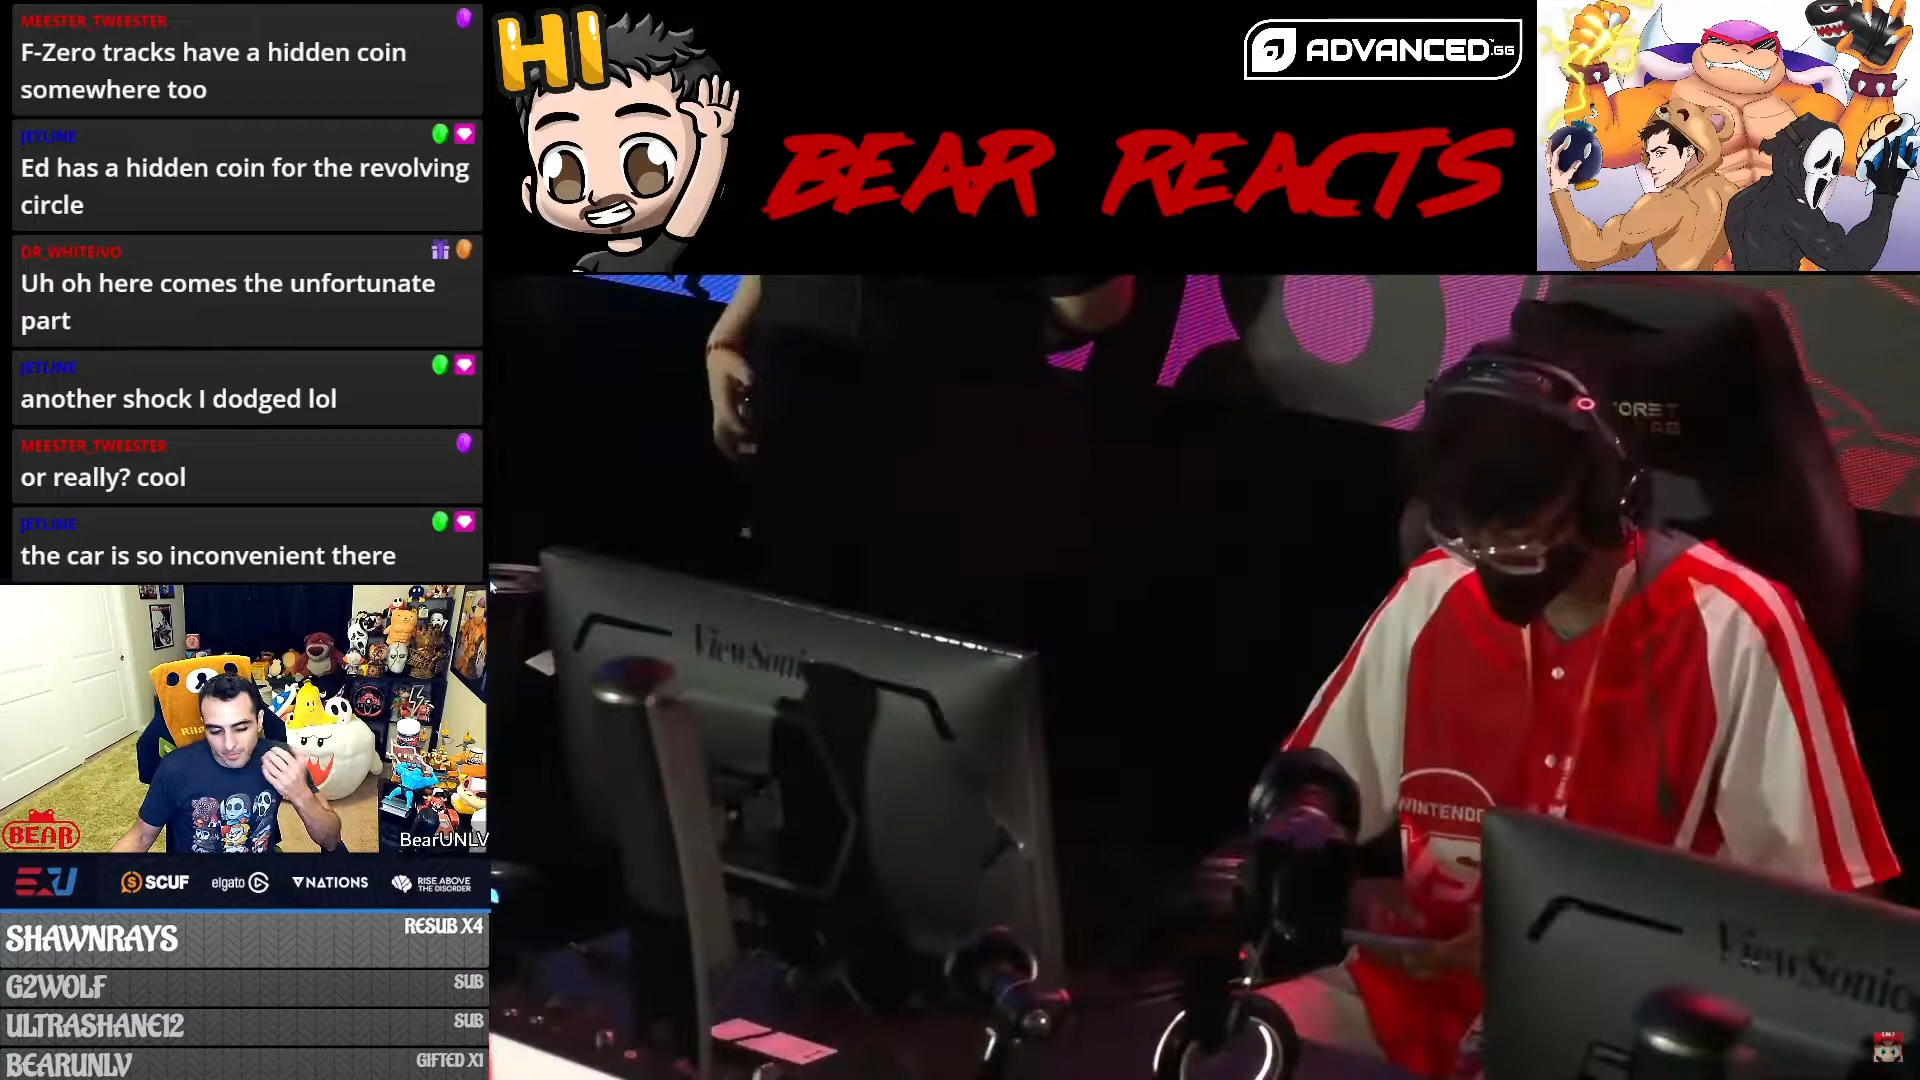 MEESTER_TWEESTER
F-Zero tracks have a hidden coin
somewhere too
JETLINE
Ed has a hidden coin for the revolving
circle
DR_WHITEIVO
Uh oh here comes the unfortunate
part
JETLINE
another shock I dodged lol
MEESTER_TWEESTER
or really? cool
JETLINE
the car is so inconvenient there
HI
BEAR REACTS
ADVANCED.GG
BEAR
BearUNLV
EXU
SCUF
elgato
NATIONS
RISE ABOVE
THE DISORDER
SHAWNRAYS
RESUB X4
G2WOLF
SUB
ULTRASHANE12
SUB
BEARUNLV
GIFTED X1
ViewSonic
NINTENDO
ViewSonic